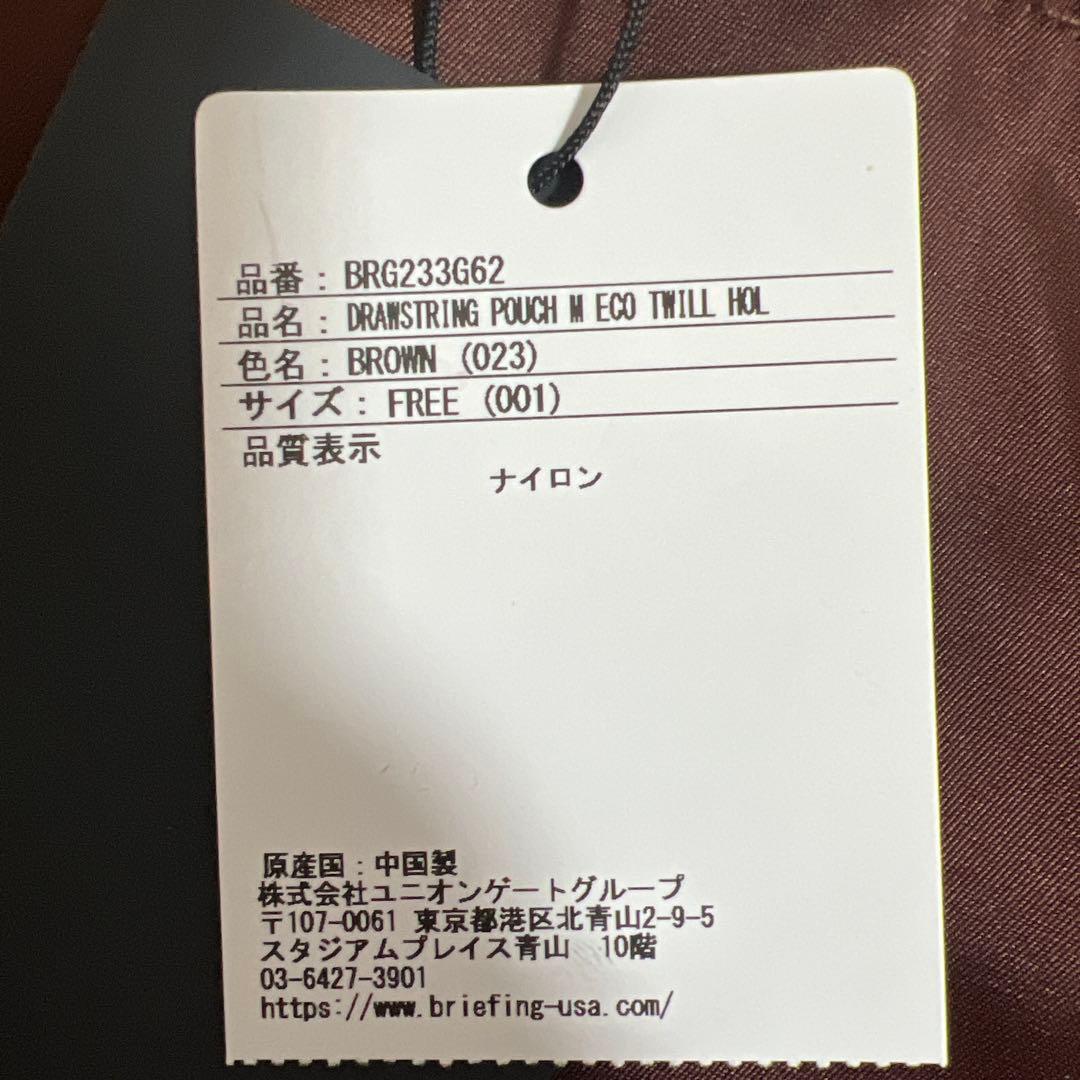 品番：BRG233G62
品名：DRAWSTRING POUCH M ECO TWILL HOL
色名：BROWN (023)
サイズ：FREE (001)
品質表示
ナイロン
原産国：中国製
株式会社ユニオンゲートグループ
〒107-0061 東京都港区北青山2-9-5
スタジアムプレイス青山　10階
03-6427-3901
https://www.briefing-usa.com/